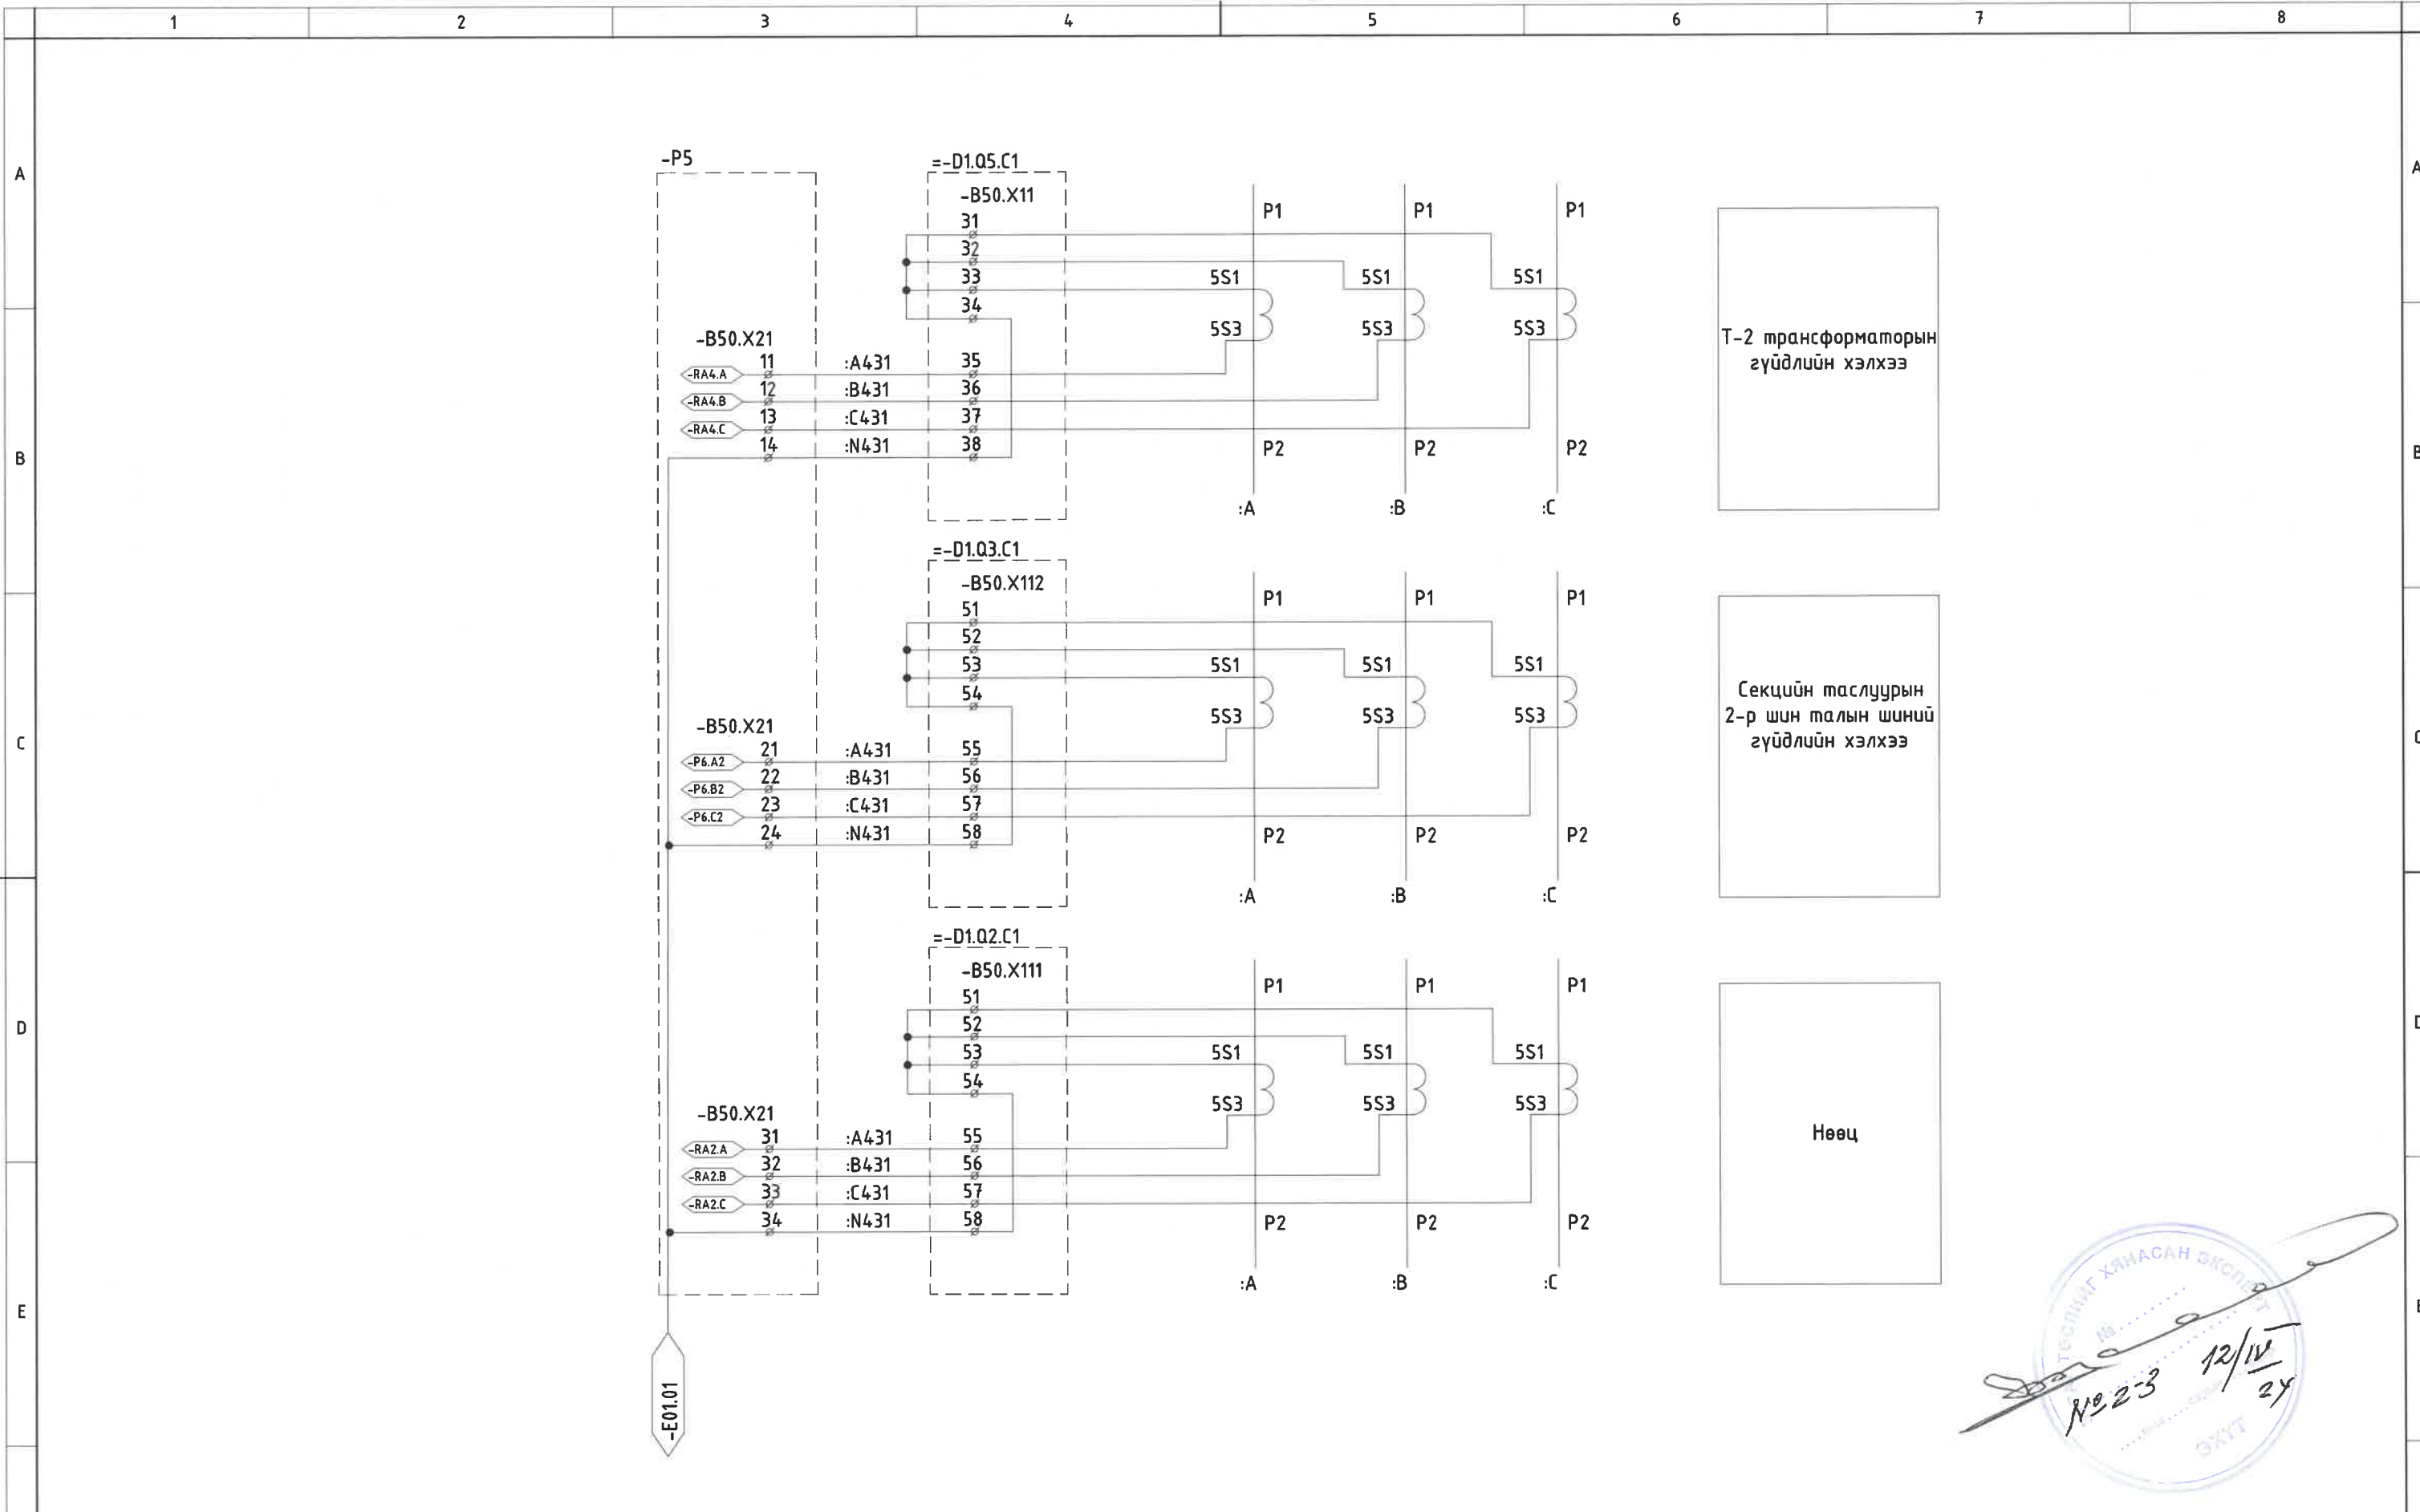 1 2 3 4 5 6 7 8
A
B
C
D
E
A
B
D
-P5
=-D1.Q5.C1
-B50.X11
31
32
33
34
-B50.X21
-RA4.A 11 :A431 35
-RA4.B 12 :B431 36
-RA4.C 13 :C431 37
14 :N431 38
P1 P1 P1
5S1 5S1 5S1
5S3 5S3 5S3
P2 P2 P2
:A :B :C
Т-2 трансформаторын
гүйдлийн хэлхээ
=-D1.Q3.C1
-B50.X112
51
52
53
54
-B50.X21
-P6.A2 21 :A431 55
-P6.B2 22 :B431 56
-P6.C2 23 :C431 57
24 :N431 58
P1 P1 P1
5S1 5S1 5S1
5S3 5S3 5S3
P2 P2 P2
:A :B :C
Секцийн таслуурын
2-р шин талын шиний
гүйдлийн хэлхээ
=-D1.Q2.C1
-B50.X111
51
52
53
54
-B50.X21
-RA2.A 31 :A431 55
-RA2.B 32 :B431 56
-RA2.C 33 :C431 57
34 :N431 58
P1 P1 P1
5S1 5S1 5S1
5S3 5S3 5S3
P2 P2 P2
:A :B :C
Нөөц
-E01.01
ХЯНАСАН ЭКСПЕРТ
№
№ 2-3 12/IV
24
ЭХҮТ